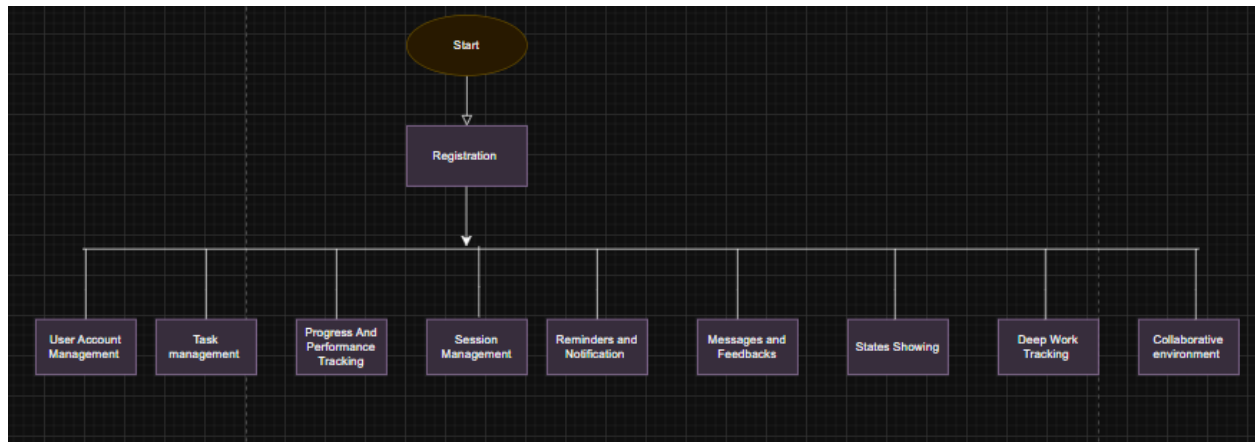 Start
Registration
User Account
Management
Task
management
Progress And
Performance
Tracking
Session
Management
Reminders and
Notification
Messages and
Feedbacks
States Showing
Deep Work
Tracking
Collaborative
environment